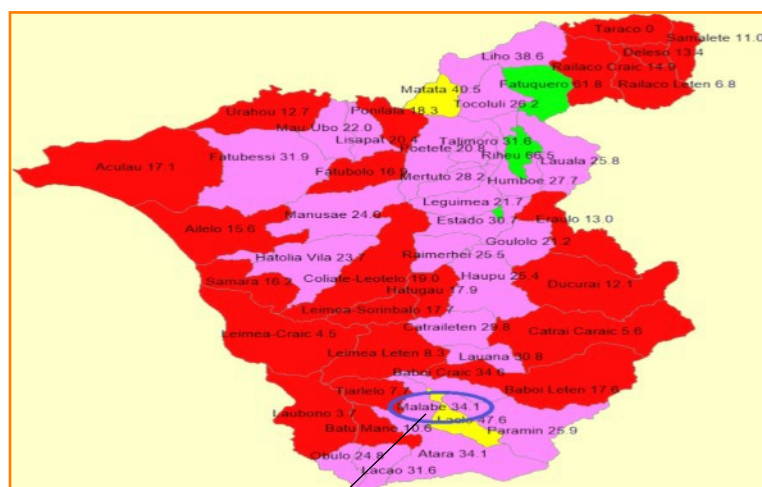 Taraco 0
Samalete 11.0
Liho 38.6
Deleso 13.4
Railaco Craic 14.9
Fatuquero 61.8
Railaco Leten 6.8
Matata 40.5
Tocoluli 26.2
Urahou 12.7
Ponilala 18.3
Mau-Ubo 22.0
Lisapat 20.4
Talimoro 31.6
Poetete 20.8
Riheu 66.5
Fatubessi 31.9
Lauala 25.8
Aculau 17.1
Fatubolo 16.9
Mertuto 28.2
Humboe 27.7
Leguimea 21.7
Manusae 24.0
Estado 30.7
Eraulo 13.0
Ailelo 15.6
Goulolo 21.2
Hatolia Vila 23.7
Raimerhei 25.5
Samara 16.2
Coliate-Leotelo 19.0
Haupu 25.4
Hatugau 17.9
Ducurai 12.1
Leimea-Sorinbalo 17.7
Leimea-Craic 4.5
Catraileten 29.8
Catrai Caraic 5.6
Leimea Leten 8.3
Lauana 30.8
Baboi Craic 34.6
Tiarlelo 7.7
Baboi Leten 17.6
Malabe 34.1
Laubono 3.7
Laclo 47.6
Batu Mane 10.6
Paramin 25.9
Obulo 24.8
Atara 34.1
Lacao 31.6